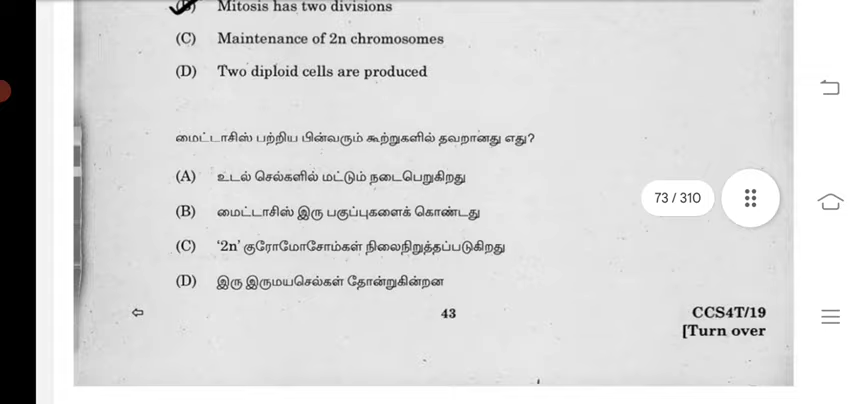 (B) Mitosis has two divisions
(C) Maintenance of 2n chromosomes
(D) Two diploid cells are produced
மைட்டாசிஸ் பற்றிய பின்வரும் கூற்றுகளில் தவறானது எது?
(A) உடல் செல்களில் மட்டும் நடைபெறுகிறது
(B) மைட்டாசிஸ் இரு பகுப்புகளைக் கொண்டது
(C) ‘2n’ குரோமோசோம்கள் நிலைநிறுத்தப்படுகிறது
(D) இரு இருமயசெல்கள் தோன்றுகின்றன
73 / 310
⇦ 43 CCS4T/19
[Turn over